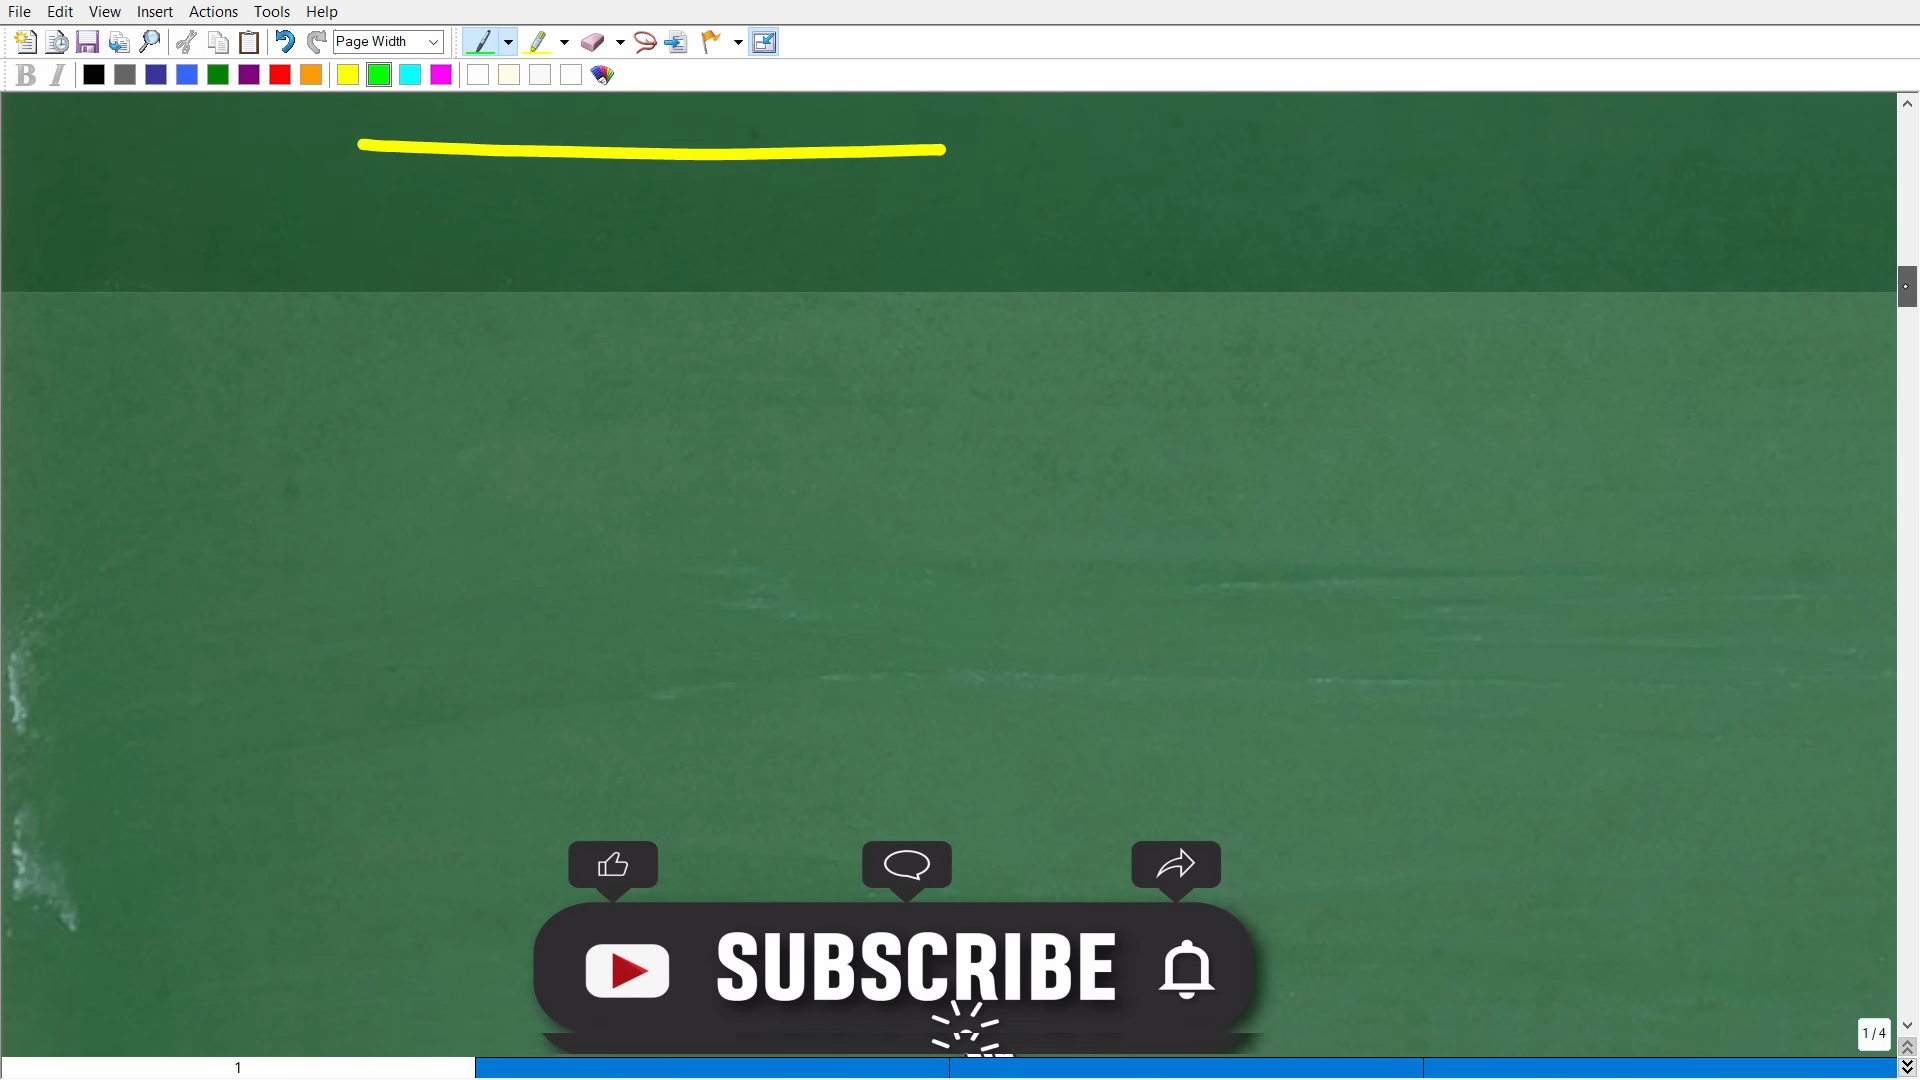 File Edit View Insert Actions Tools Help
Page Width
B I
SUBSCRIBE
1 / 4
1